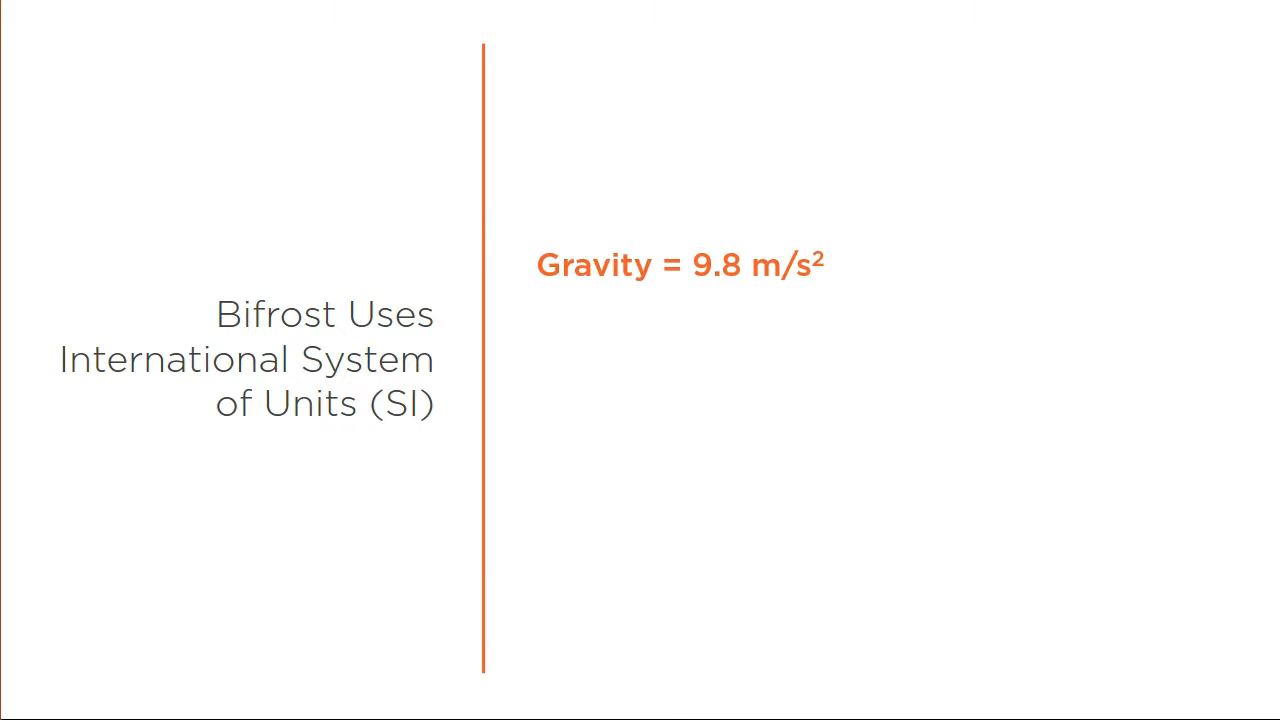 Bifrost Uses
International System
of Units (SI)
Gravity = 9.8 m/s²